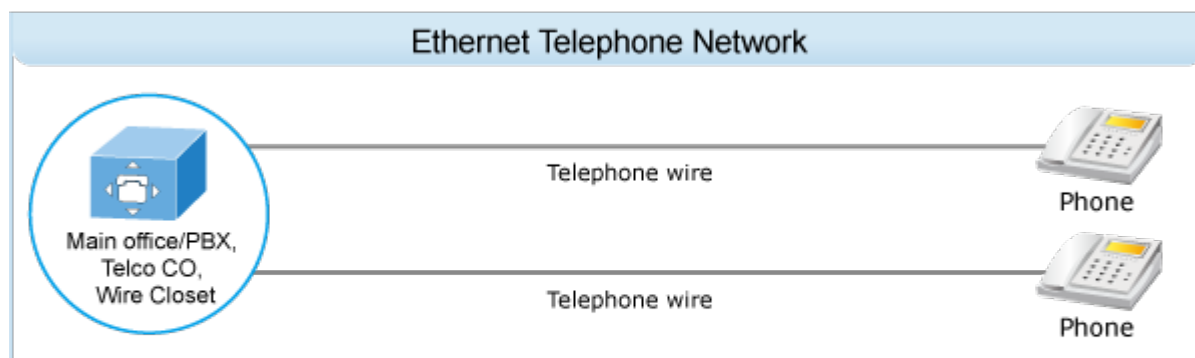 Ethernet Telephone Network
Telephone wire
Phone
Main office/PBX,
Telco CO,
Wire Closet
Telephone wire
Phone